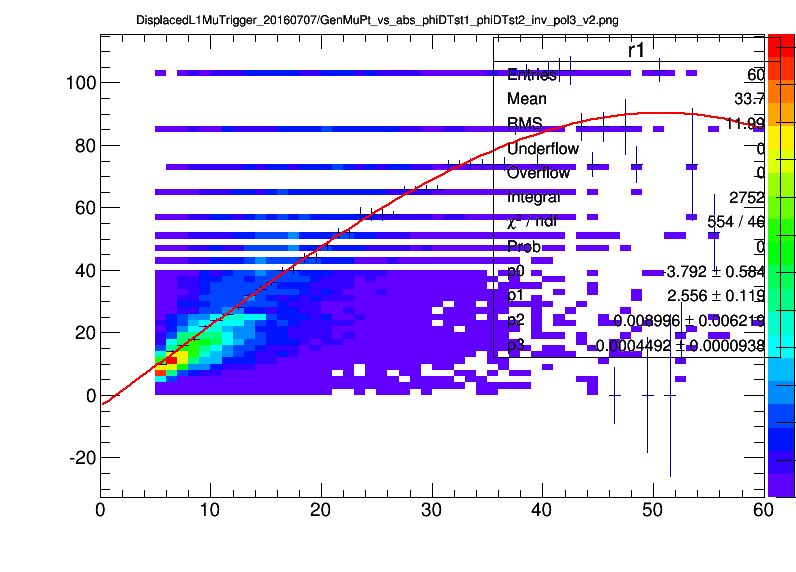 DisplacedL1MuTrigger_20160707/GenMuPt_vs_abs_phiDTst1_phiDTst2_inv_pol3_v2.png
r1
Entries 60
Mean 33.7
RMS 11.99
Underflow 0
Overflow 0
Integral 2752
χ² / ndf 554 / 46
Prob 0
p0 -3.792 ± 0.584
p1 2.556 ± 0.119
p2 0.008996 ± 0.006219
p3 -0.0004492 ± 0.0000938
100
80
60
40
20
0
-20
0 10 20 30 40 50 60